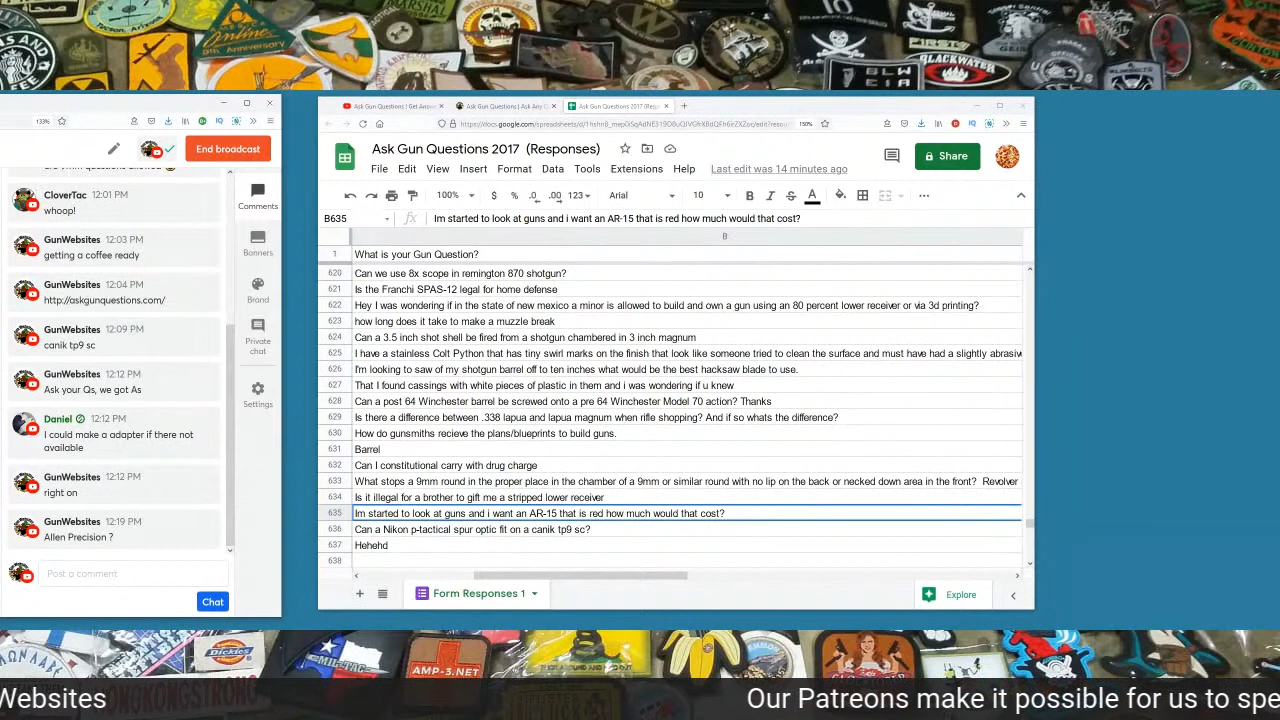 133%
End broadcast
CloverTac 12:01 PM
whoop!
GunWebsites 12:03 PM
getting a coffee ready
GunWebsites 12:04 PM
http://askgunquestions.com/
GunWebsites 12:09 PM
canik tp9 sc
GunWebsites 12:12 PM
Ask your Qs, we got As
Daniel 12:12 PM
I could make a adapter if there not
available
GunWebsites 12:12 PM
right on
GunWebsites 12:19 PM
Allen Precision ?
Post a comment
Chat
Comments
Banners
Brand
Private
chat
Settings
Ask Gun Questions 2017 (Responses)
File Edit View Insert Format Data Tools Extensions Help Last edit was 14 minutes ago
Share
100% $ % .0 .00 123 Arial 10 B I S A
B635 fx Im started to look at guns and i want an AR-15 that is red how much would that cost?
B
1 What is your Gun Question?
620 Can we use 8x scope in remington 870 shotgun?
621 Is the Franchi SPAS-12 legal for home defense
622 Hey I was wondering if in the state of new mexico a minor is allowed to build and own a gun using an 80 percent lower receiver or via 3d printing?
623 how long does it take to make a muzzle break
624 Can a 3.5 inch shot shell be fired from a shotgun chambered in 3 inch magnum
625 I have a stainless Colt Python that has tiny swirl marks on the finish that look like someone tried to clean the surface and must have had a slightly abrasiv
626 I'm looking to saw of my shotgun barrel off to ten inches what would be the best hacksaw blade to use.
627 That I found cassings with white pieces of plastic in them and i was wondering if u knew
628 Can a post 64 Winchester barrel be screwed onto a pre 64 Winchester Model 70 action? Thanks
629 Is there a difference between .338 lapua and lapua magnum when rifle shopping? And if so whats the difference?
630 How do gunsmiths recieve the plans/blueprints to build guns.
631 Barrel
632 Can I constitutional carry with drug charge
633 What stops a 9mm round in the proper place in the chamber of a 9mm or similar round with no lip on the back or necked down area in the front? Revolver
634 Is it illegal for a brother to gift me a stripped lower receiver
635 Im started to look at guns and i want an AR-15 that is red how much would that cost?
636 Can a Nikon p-tactical spur optic fit on a canik tp9 sc?
637 Hehehd
638
Form Responses 1
Explore
BLACKWATER
Dickies
MIL-TAC
AMP-3.NET
Websites
Our Patreons make it possible for us to spe